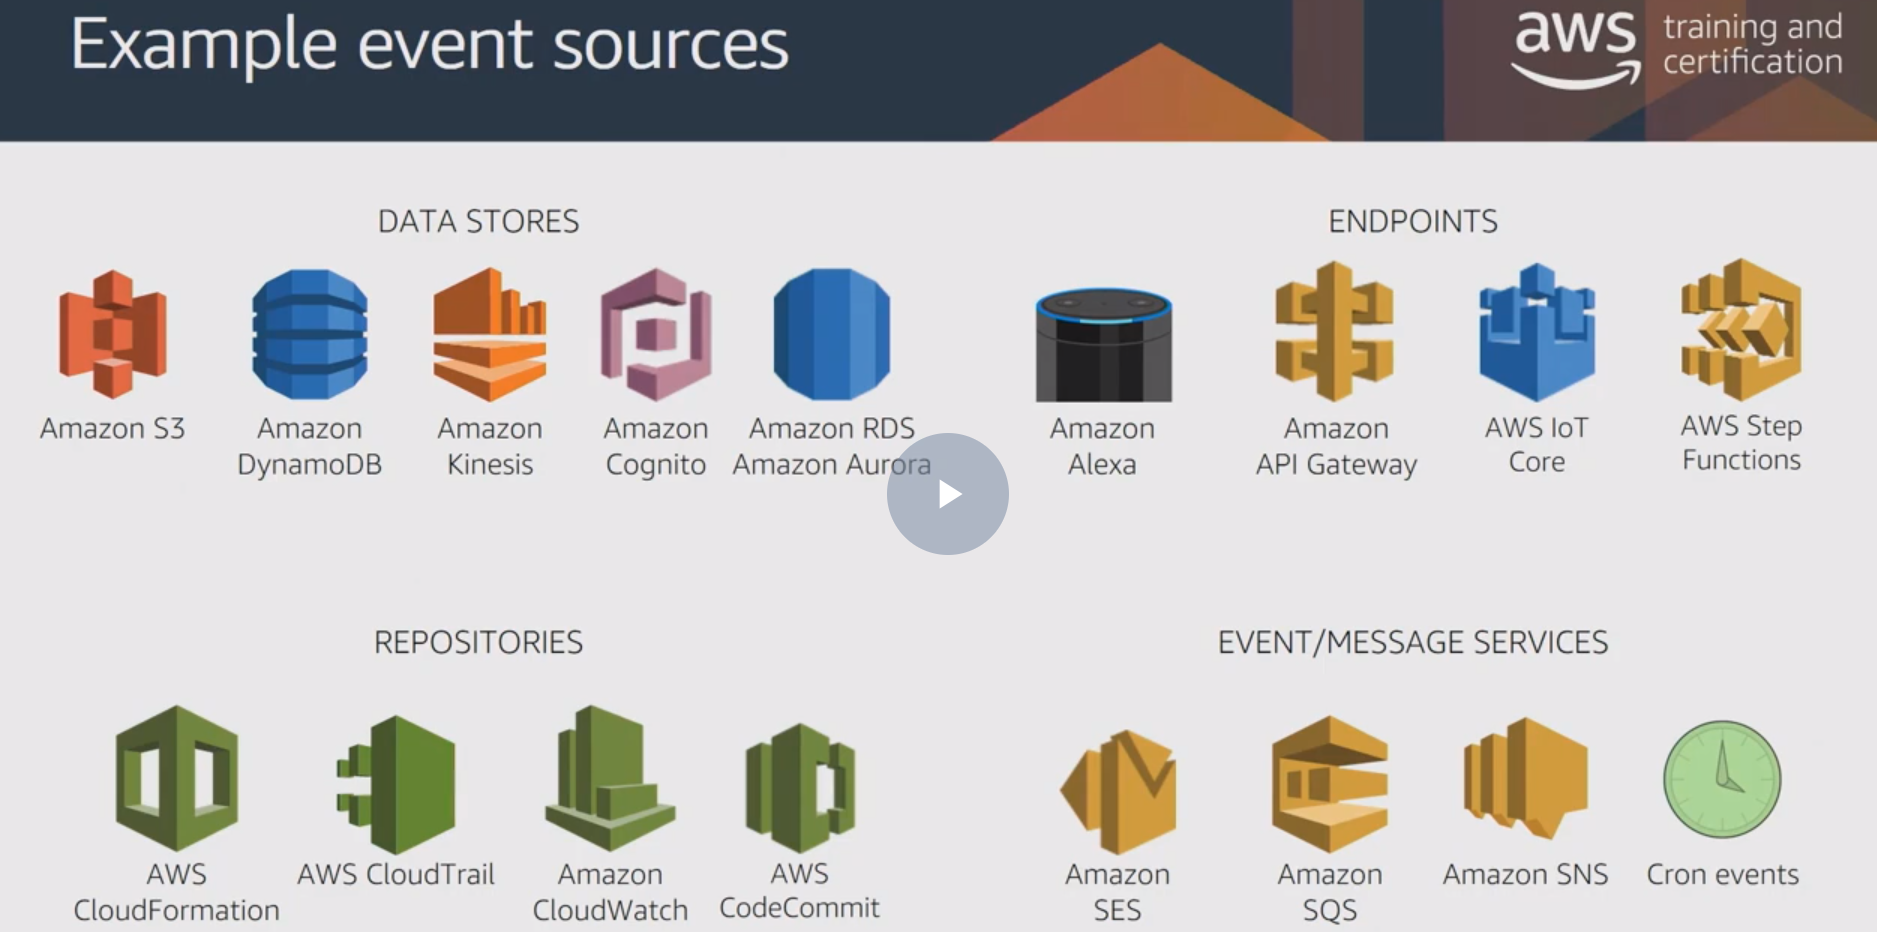 Example event sources
aws training and
certification
DATA STORES
Amazon S3
Amazon
DynamoDB
Amazon
Kinesis
Amazon
Cognito
Amazon RDS
Amazon Aurora
ENDPOINTS
Amazon
Alexa
Amazon
API Gateway
AWS IoT
Core
AWS Step
Functions
REPOSITORIES
AWS
CloudFormation
AWS CloudTrail
Amazon
CloudWatch
AWS
CodeCommit
EVENT/MESSAGE SERVICES
Amazon
SES
Amazon
SQS
Amazon SNS
Cron events